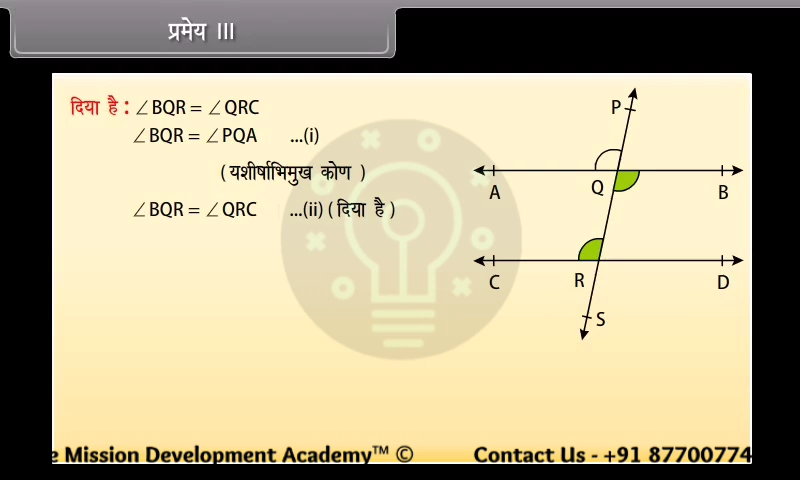 प्रमेय III
दिया है : ∠BQR = ∠QRC
∠BQR = ∠PQA ...(i)
( यशीर्षाभिमुख कोण )
∠BQR = ∠QRC ...(ii) ( दिया है )
P
A Q B
C R D
S
e Mission Development Academy™ © Contact Us - +91 87700774